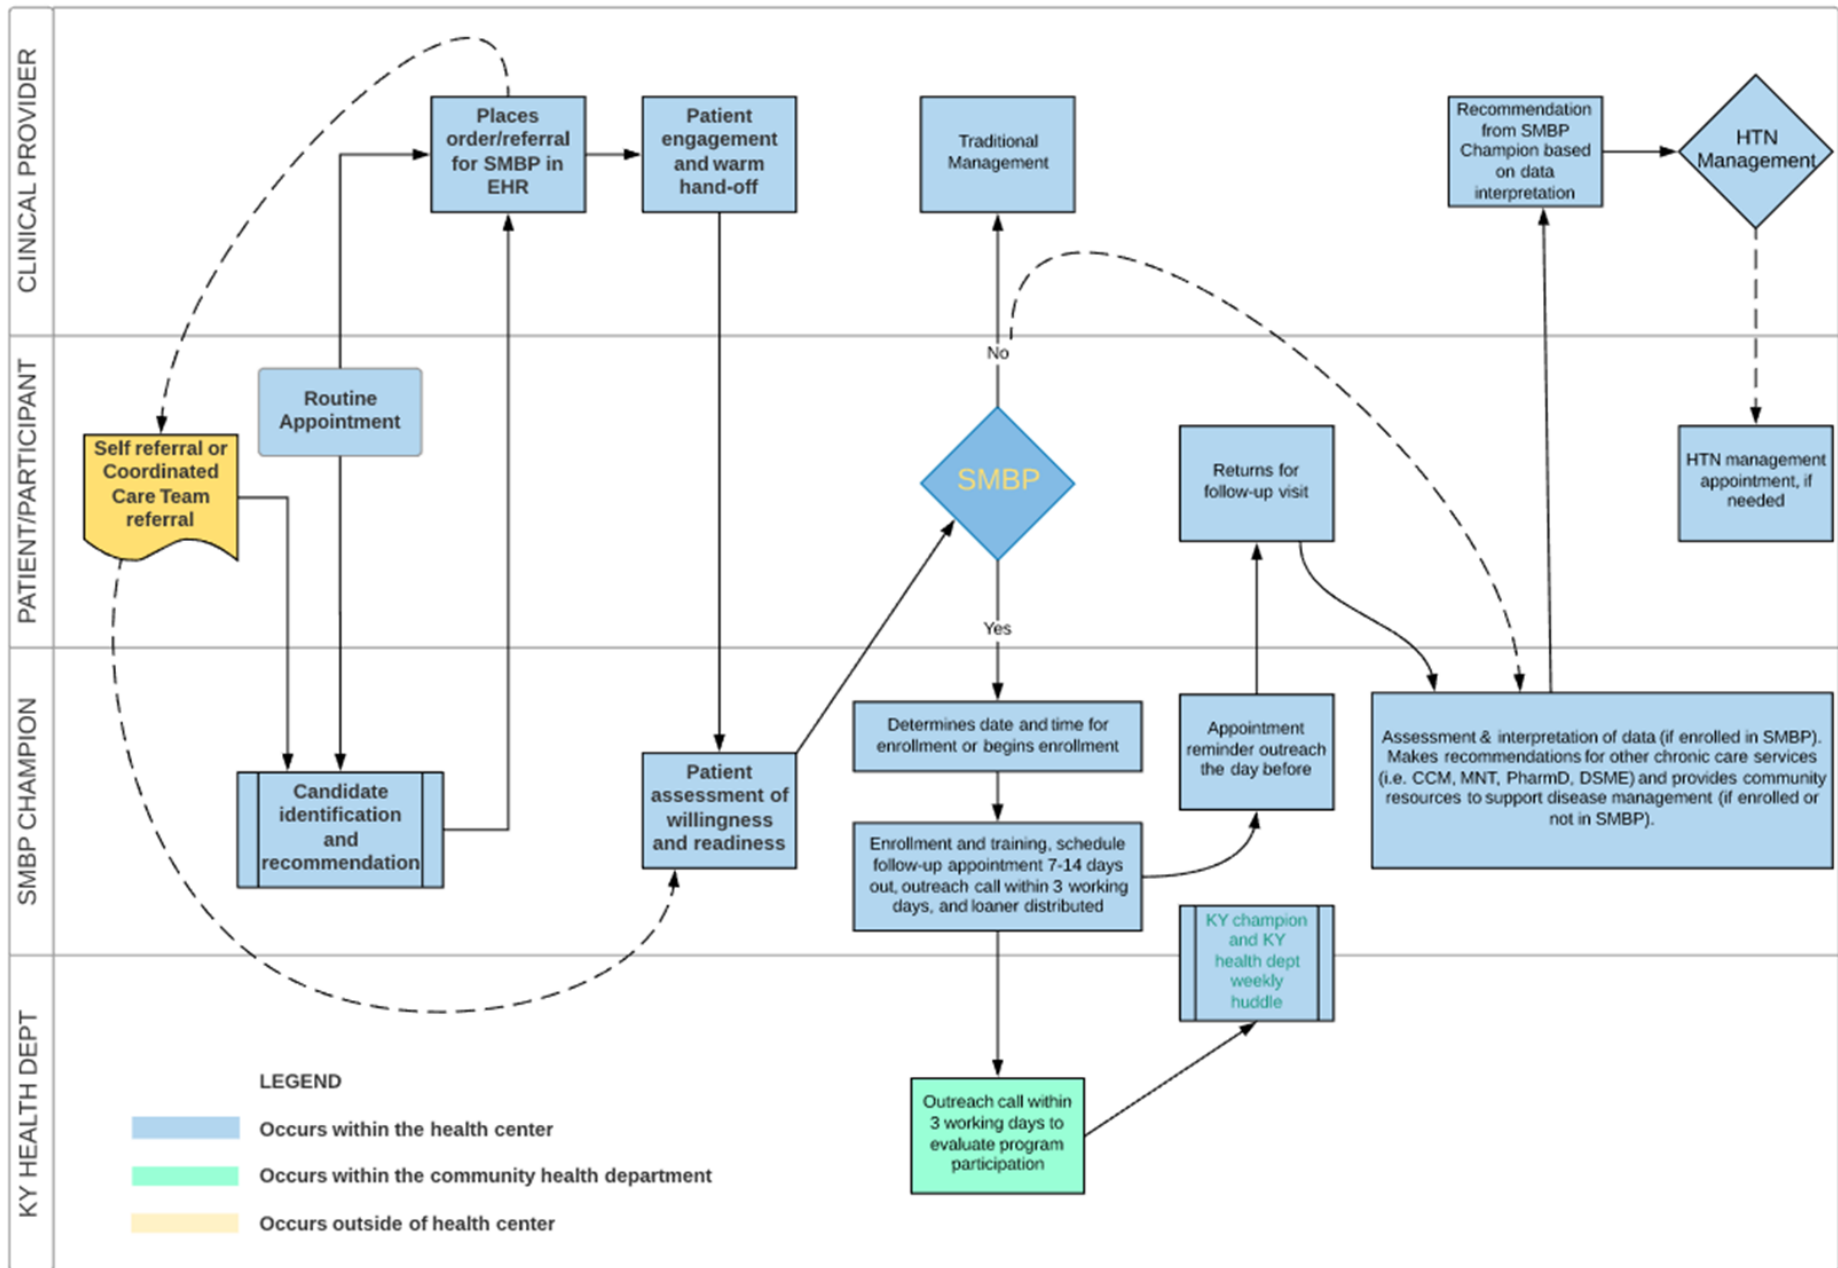 CLINICAL PROVIDER
Places
order/referral
for SMBP in
EHR
Patient
engagement
and warm
hand-off
Traditional
Management
Recommendation
from SMBP
Champion based
on data
interpretation
HTN
Management
PATIENT/PARTICIPANT
Self referral or
Coordinated
Care Team
referral
Routine
Appointment
No
SMBP
Yes
Returns for
follow-up visit
HTN management
appointment, if
needed
SMBP CHAMPION
Candidate
identification
and
recommendation
Patient
assessment of
willingness
and readiness
Determines date and time for
enrollment or begins enrollment
Enrollment and training, schedule
follow-up appointment 7-14 days
out, outreach call within 3 working
days, and loaner distributed
Appointment
reminder outreach
the day before
Assessment & interpretation of data (if enrolled in SMBP).
Makes recommendations for other chronic care services
(i.e. CCM, MNT, PharmD, DSME) and provides community
resources to support disease management (if enrolled or
not in SMBP).
KY champion
and KY
health dept
weekly
huddle
KY HEALTH DEPT
Outreach call within
3 working days to
evaluate program
participation
LEGEND
Occurs within the health center
Occurs within the community health department
Occurs outside of health center